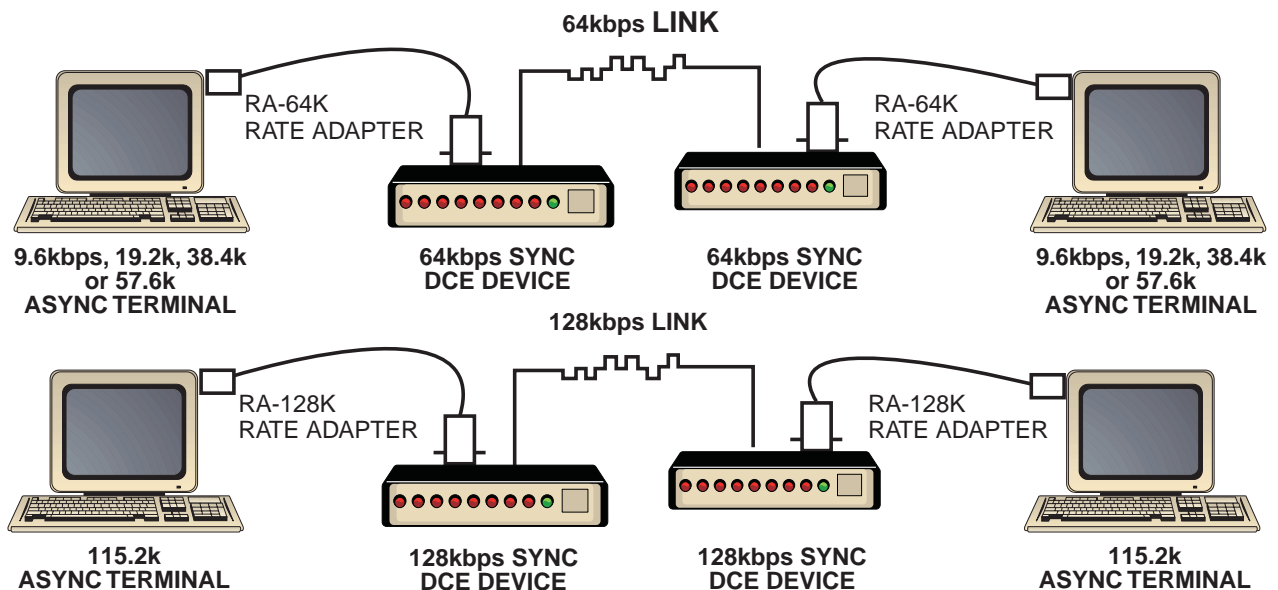 64kbps LINK
RA-64K
RATE ADAPTER
RA-64K
RATE ADAPTER
9.6kbps, 19.2k, 38.4k
or 57.6k
ASYNC TERMINAL
64kbps SYNC
DCE DEVICE
64kbps SYNC
DCE DEVICE
9.6kbps, 19.2k, 38.4k
or 57.6k
ASYNC TERMINAL
128kbps LINK
RA-128K
RATE ADAPTER
RA-128K
RATE ADAPTER
115.2k
ASYNC TERMINAL
128kbps SYNC
DCE DEVICE
128kbps SYNC
DCE DEVICE
115.2k
ASYNC TERMINAL